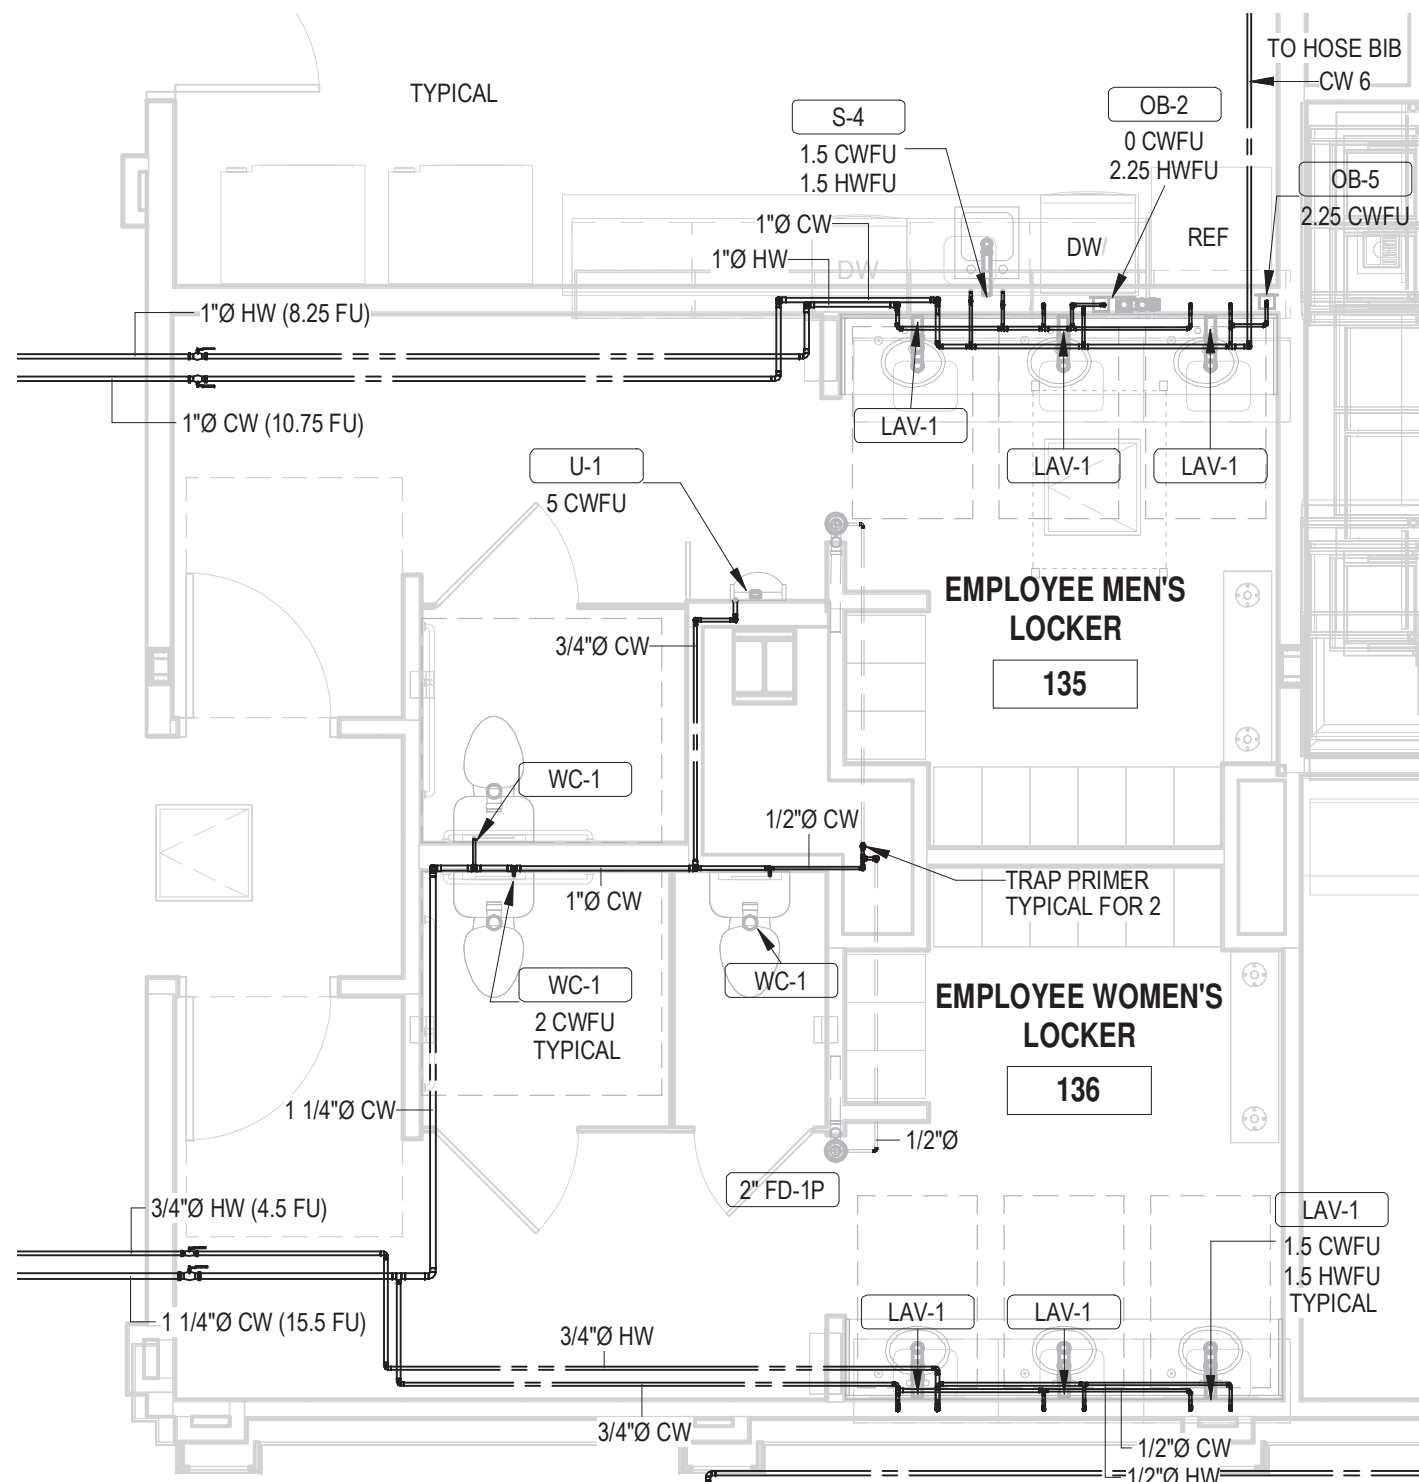 TO HOSE BIB
CW 6
TYPICAL
S-4
1.5 CWFU
1.5 HWFU
OB-2
0 CWFU
2.25 HWFU
OB-5
2.25 CWFU
1"Ø CW
1"Ø HW
DW
DW
REF
1"Ø HW (8.25 FU)
1"Ø CW (10.75 FU)
LAV-1
LAV-1
LAV-1
U-1
5 CWFU
EMPLOYEE MEN'S
LOCKER
135
3/4"Ø CW
WC-1
1/2"Ø CW
TRAP PRIMER
TYPICAL FOR 2
1"Ø CW
WC-1
2 CWFU
TYPICAL
WC-1
EMPLOYEE WOMEN'S
LOCKER
136
1 1/4"Ø CW
1/2"Ø
2" FD-1P
3/4"Ø HW (4.5 FU)
1 1/4"Ø CW (15.5 FU)
LAV-1
1.5 CWFU
1.5 HWFU
TYPICAL
LAV-1
LAV-1
3/4"Ø HW
3/4"Ø CW
1/2"Ø CW
1/2"Ø HW